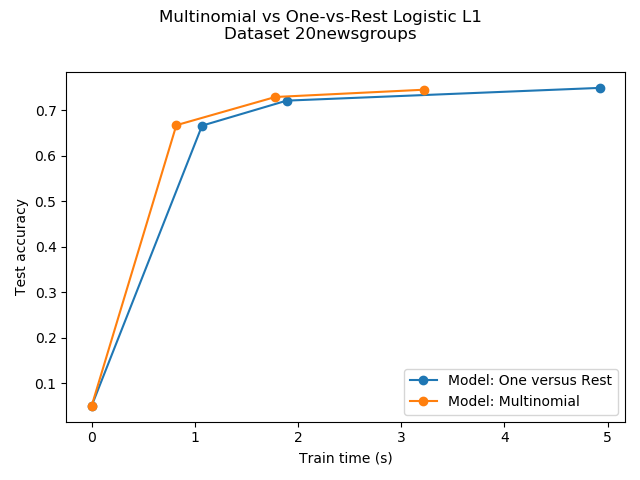 Multinomial vs One-vs-Rest Logistic L1
Dataset 20newsgroups
0.7
0.6
0.5
0.4
0.3
0.2
0.1
Test accuracy
Model: One versus Rest
Model: Multinomial
0 1 2 3 4 5
Train time (s)